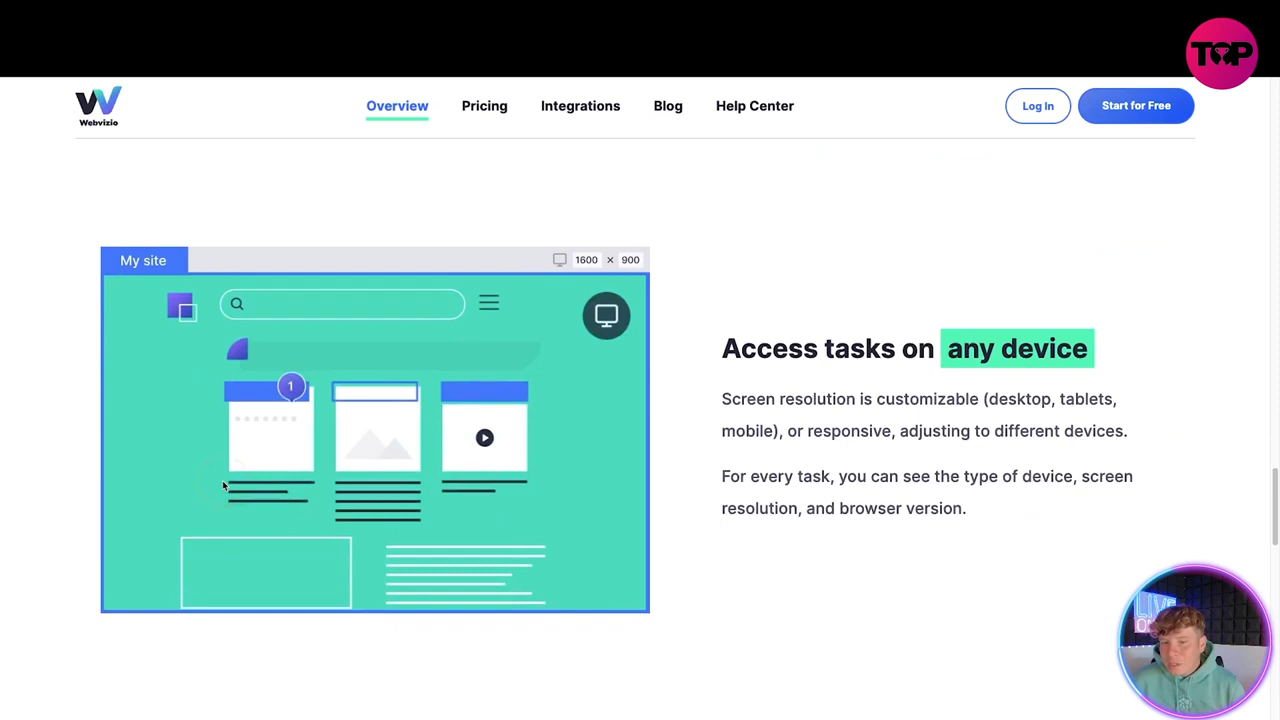 TOP
Webvizio
Overview
Pricing
Integrations
Blog
Help Center
Log In
Start for Free
My site
1600 × 900
1
Access tasks on any device
Screen resolution is customizable (desktop, tablets,
mobile), or responsive, adjusting to different devices.
For every task, you can see the type of device, screen
resolution, and browser version.
LIVE